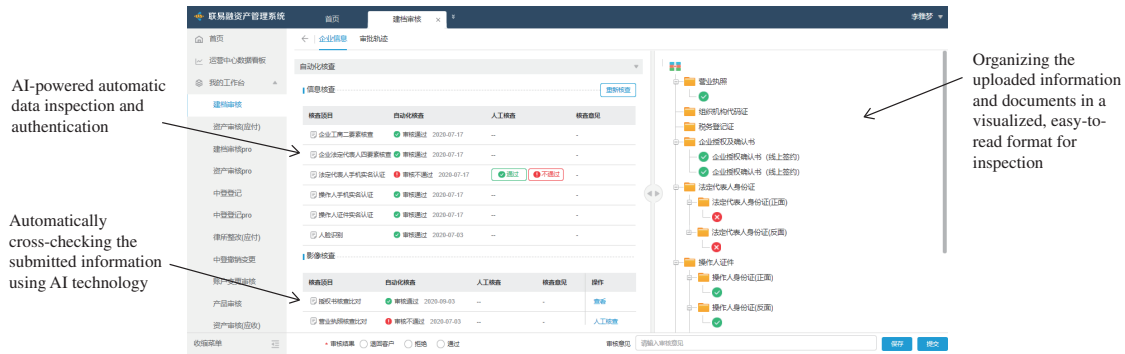 联易融资产管理系统
首页
建档审核 ×
李雅梦
首页
运营中心数据看板
我的工作台
建档审核
资产审核(应付)
建档审核pro
资产审核pro
中登登记
中登登记pro
律所整改(应付)
中登撤销变更
账户变更审核
产品审核
资产审核(应收)
收缩菜单
企业信息 审批轨迹
自动化核查
信息核查 重新核查
核查项目 自动化核查 人工核查 核查意见
企业工商二要素核查 审核通过 2020-07-17 -- -
企业法定代表人四要素核查 审核通过 2020-07-17 -- -
法定代表人手机实名认证 审核不通过 2020-07-17 通过 不通过 -
操作人手机实名认证 审核通过 2020-07-17 -- -
操作人证件实名认证 审核通过 2020-07-17 -- -
人脸识别 审核通过 2020-07-03 -- -
影像核查
核查项目 自动化核查 人工核查 核查意见 操作
授权书核查比对 审核通过 2020-09-03 -- - 查看
营业执照核查比对 审核不通过 2020-07-03 -- - 人工核查
* 审核结果 退回客户 拒绝 通过
审核意见 请输入审核意见
保存 提交
营业执照
组织机构代码证
税务登记证
企业授权及确认书
企业授权确认书 (线上签约)
企业授权确认书 (线上签约)
法定代表人身份证
法定代表人身份证(正面)
法定代表人身份证(反面)
操作人证件
操作人身份证(正面)
操作人身份证(反面)
AI-powered automatic
data inspection and
authentication
Automatically
cross-checking the
submitted information
using AI technology
Organizing the
uploaded information
and documents in a
visualized, easy-to-
read format for
inspection